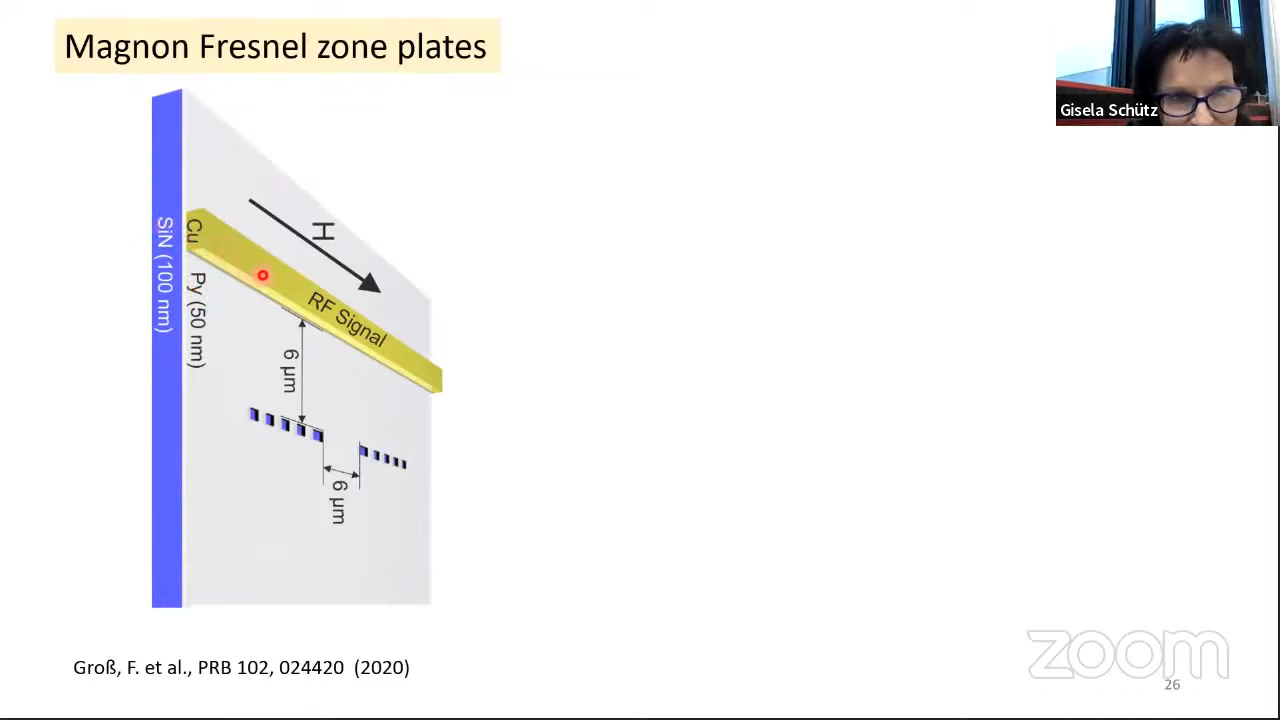 Magnon Fresnel zone plates
Gisela Schütz
H
Cu
SiN (100 nm)
Py (50 nm)
RF Signal
6 µm
6 µm
Groß, F. et al., PRB 102, 024420 (2020)
zoom
26